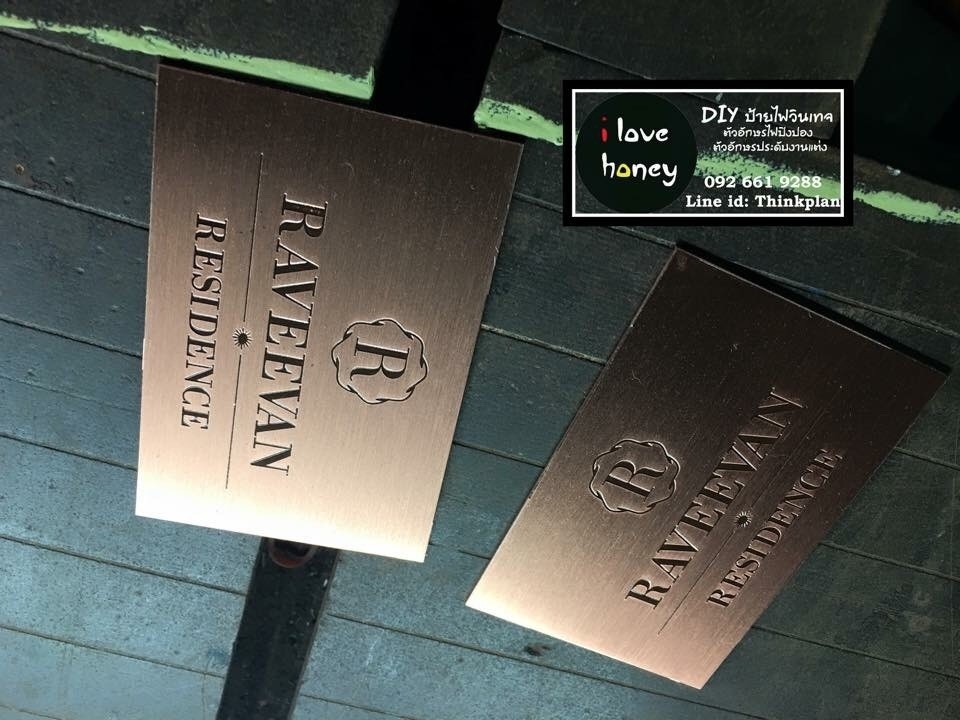 R
RAVEEVAN
RESIDENCE
R
RAVEEVAN
RESIDENCE
i love
honey
DIY ป้ายไฟวินเทจ
ตัวอักษรไฟปิงปอง
ตัวอักษรประดับงานแต่ง
092 661 9288
Line id: Thinkplan